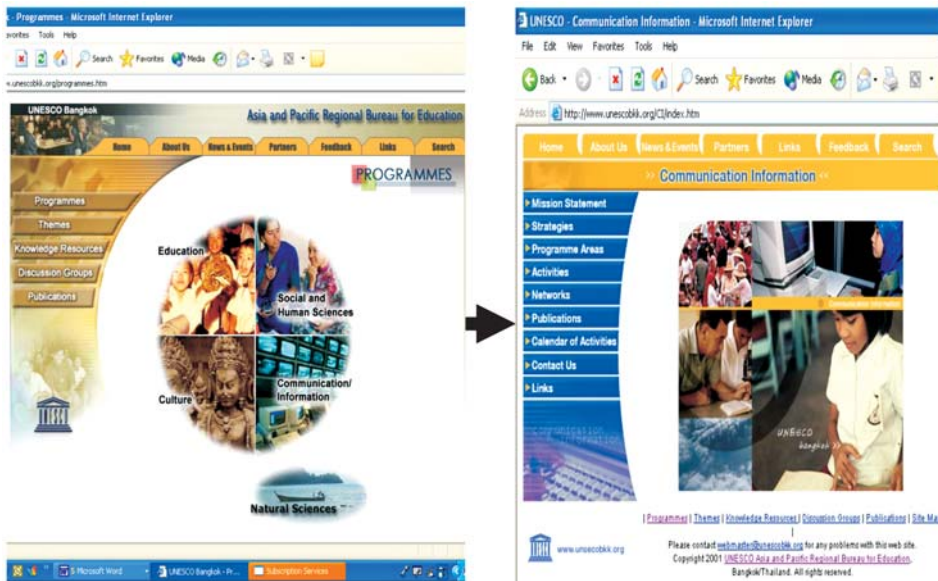 - Programmes - Microsoft Internet Explorer
Tools Help
Search Favorites Media
w.unescobkk.org/programmes.htm
UNESCO Bangkok
Asia and Pacific Regional Bureau for Education
Home About Us News & Events Partners Feedback Links Search
PROGRAMMES
Programmes
Themes
Knowledge Resources
Discussion Groups
Publications
Education
Social and
Human Sciences
Culture
Communication/
Information
UNESCO
Natural Sciences
5 Microsoft Word
UNESCO Bangkok - Pr...
Subscription Services
UNESCO - Communication Information - Microsoft Internet Explorer
File Edit View Favorites Tools Help
Back Search Favorites Media
Address http://www.unescobkk.org/CI/index.htm
Home About Us News & Events Partners Links Feedback Search
>> Communication Information <<
Mission Statement
Strategies
Programme Areas
Activities
Networks
Publications
Calendar of Activities
Contact Us
Links
Communication Information
UNESCO
bangkok >>
| Programmes | Themes | Knowledge Resources | Discussion Groups | Publications | Site Ma
|
UNESCO
www.unescobkk.org
Please contact webmaster@unescobkk.org for any problems with this web site.
Copyright 2001 UNESCO Asia and Pacific Regional Bureau for Education,
Bangkok/Thailand. All rights reserved.